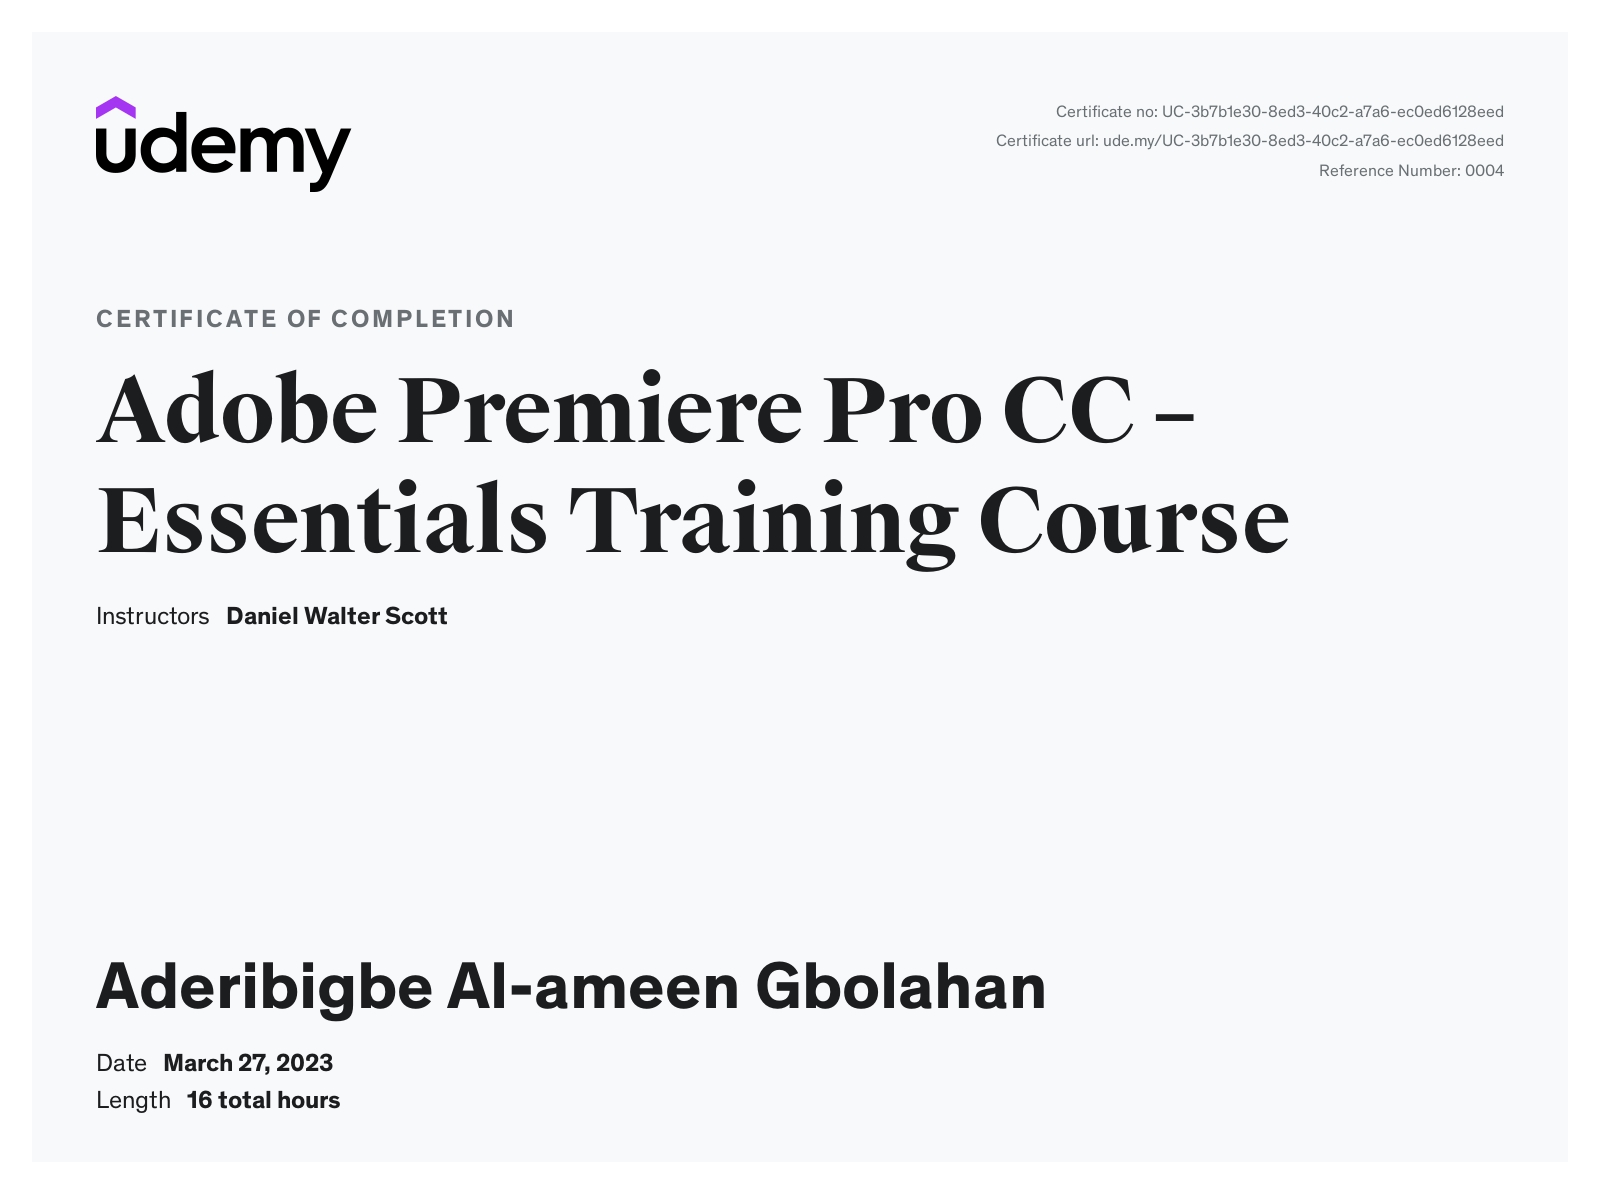 udemy
Certificate no: UC-3b7b1e30-8ed3-40c2-a7a6-ec0ed6128eed
Certificate url: ude.my/UC-3b7b1e30-8ed3-40c2-a7a6-ec0ed6128eed
Reference Number: 0004
CERTIFICATE OF COMPLETION
Adobe Premiere Pro CC –
Essentials Training Course
Instructors Daniel Walter Scott
Aderibigbe Al-ameen Gbolahan
Date March 27, 2023
Length 16 total hours